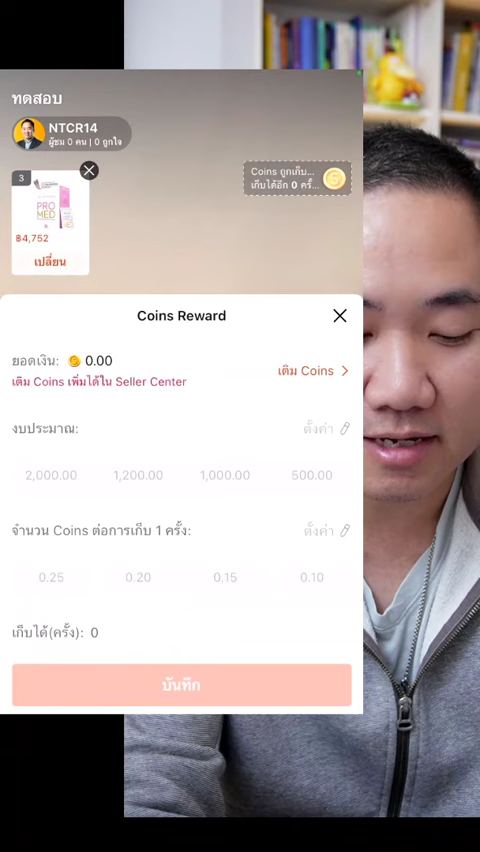 ทดสอบ
NTCR14
ผู้ชม 0 คน | 0 ถูกใจ
3
PRO
MED
฿4,752
เปลี่ยน
Coins ถูกเก็บ...
เก็บได้อีก 0 ครั้...
Coins Reward
ยอดเงิน: 0.00
เติม Coins เพิ่มได้ใน Seller Center
เติม Coins
งบประมาณ:
ตั้งค่า
2,000.00 1,200.00 1,000.00 500.00
จำนวน Coins ต่อการเก็บ 1 ครั้ง:
ตั้งค่า
0.25 0.20 0.15 0.10
เก็บได้(ครั้ง): 0
บันทึก